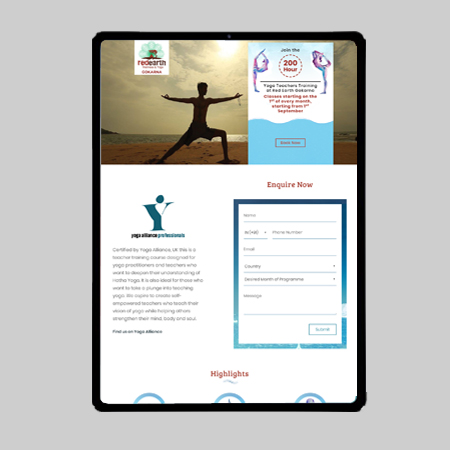 redearth
GOKARNA
Join the
200
Hour
Yoga Teachers Training
at Red Earth Gokarna
Classes starting on the
1st of every month,
starting from 1st
September
Enquire Now
Name
Phone Number
Email
Country
Desired Month of Programme
Message
Submit
yoga alliance professionals
Certified by Yoga Alliance, UK this is a
teacher training course designed for
yoga practitioners and teachers who
want to deepen their understanding of
Hatha Yoga. It is also ideal for those who
want to take a plunge into teaching
yoga. We aspire to create self-
empowered teachers who teach their
vision of yoga while helping others
strengthen their mind, body and soul.
Find us on Yoga Alliance
Highlights